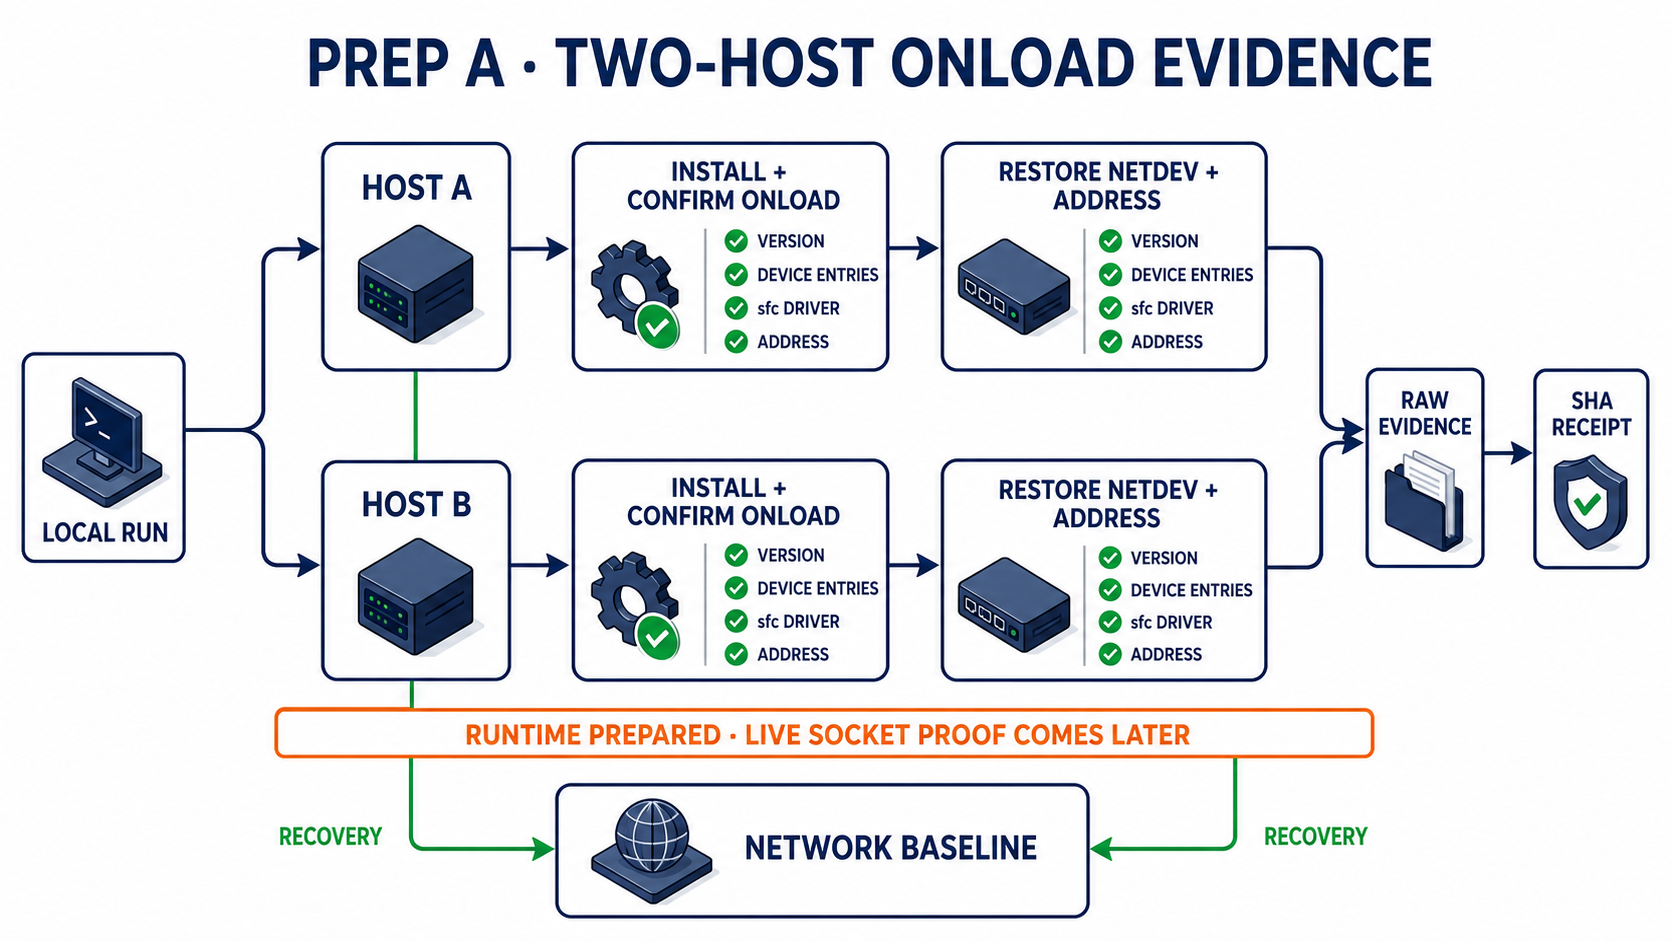 PREP A · TWO-HOST ONLOAD EVIDENCE
HOST A
INSTALL +
CONFIRM ONLOAD
VERSION
DEVICE ENTRIES
sfc DRIVER
ADDRESS
RESTORE NETDEV +
ADDRESS
VERSION
DEVICE ENTRIES
sfc DRIVER
ADDRESS
>_
LOCAL RUN
RAW
EVIDENCE
SHA
RECEIPT
HOST B
INSTALL +
CONFIRM ONLOAD
VERSION
DEVICE ENTRIES
sfc DRIVER
ADDRESS
RESTORE NETDEV +
ADDRESS
VERSION
DEVICE ENTRIES
sfc DRIVER
ADDRESS
RUNTIME PREPARED · LIVE SOCKET PROOF COMES LATER
RECOVERY
NETWORK BASELINE
RECOVERY